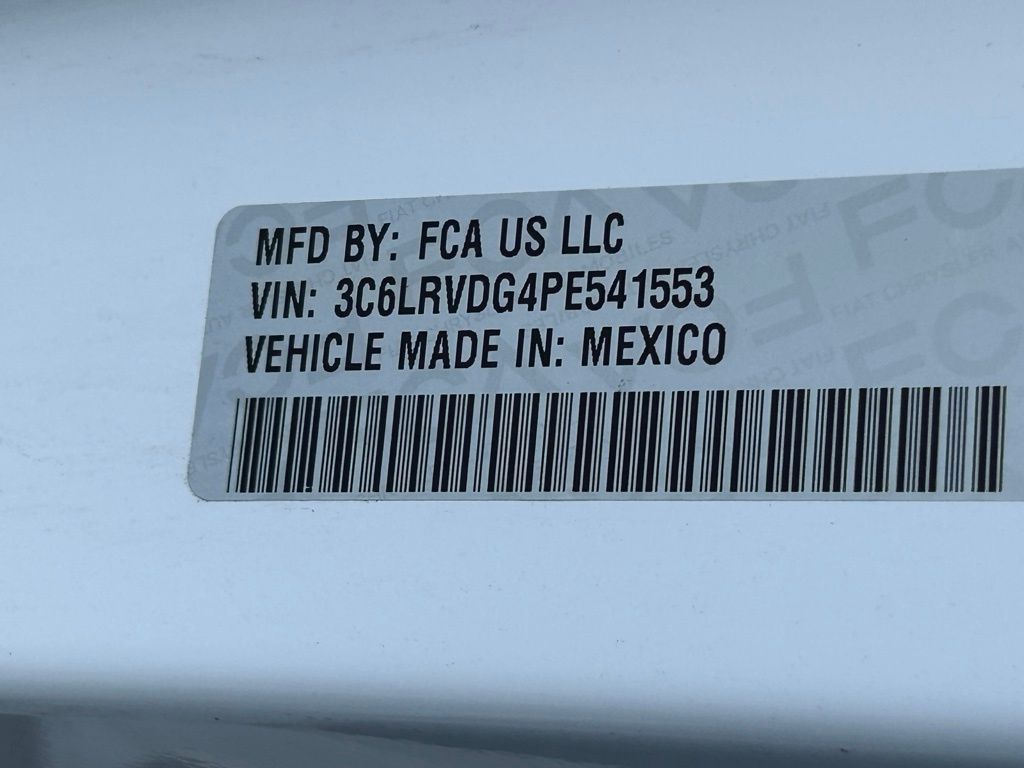 MFD BY: FCA US LLC
VIN: 3C6LRVDG4PE541553
VEHICLE MADE IN: MEXICO